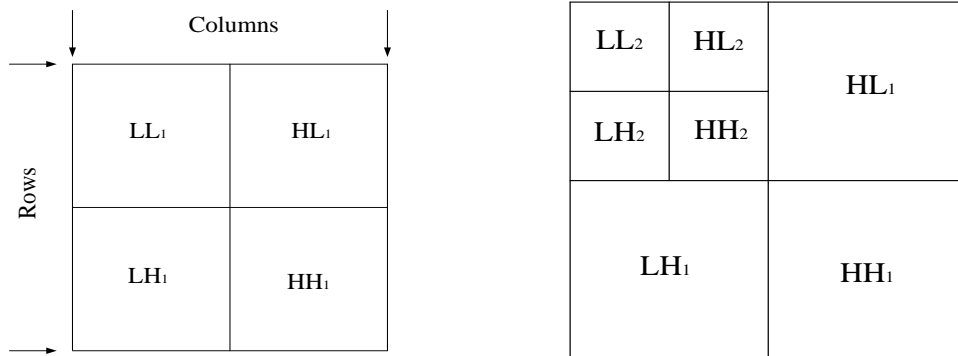 Columns
Rows
LL₁ HL₁
LH₁ HH₁
LL₂ HL₂
HL₁
LH₂ HH₂
LH₁ HH₁